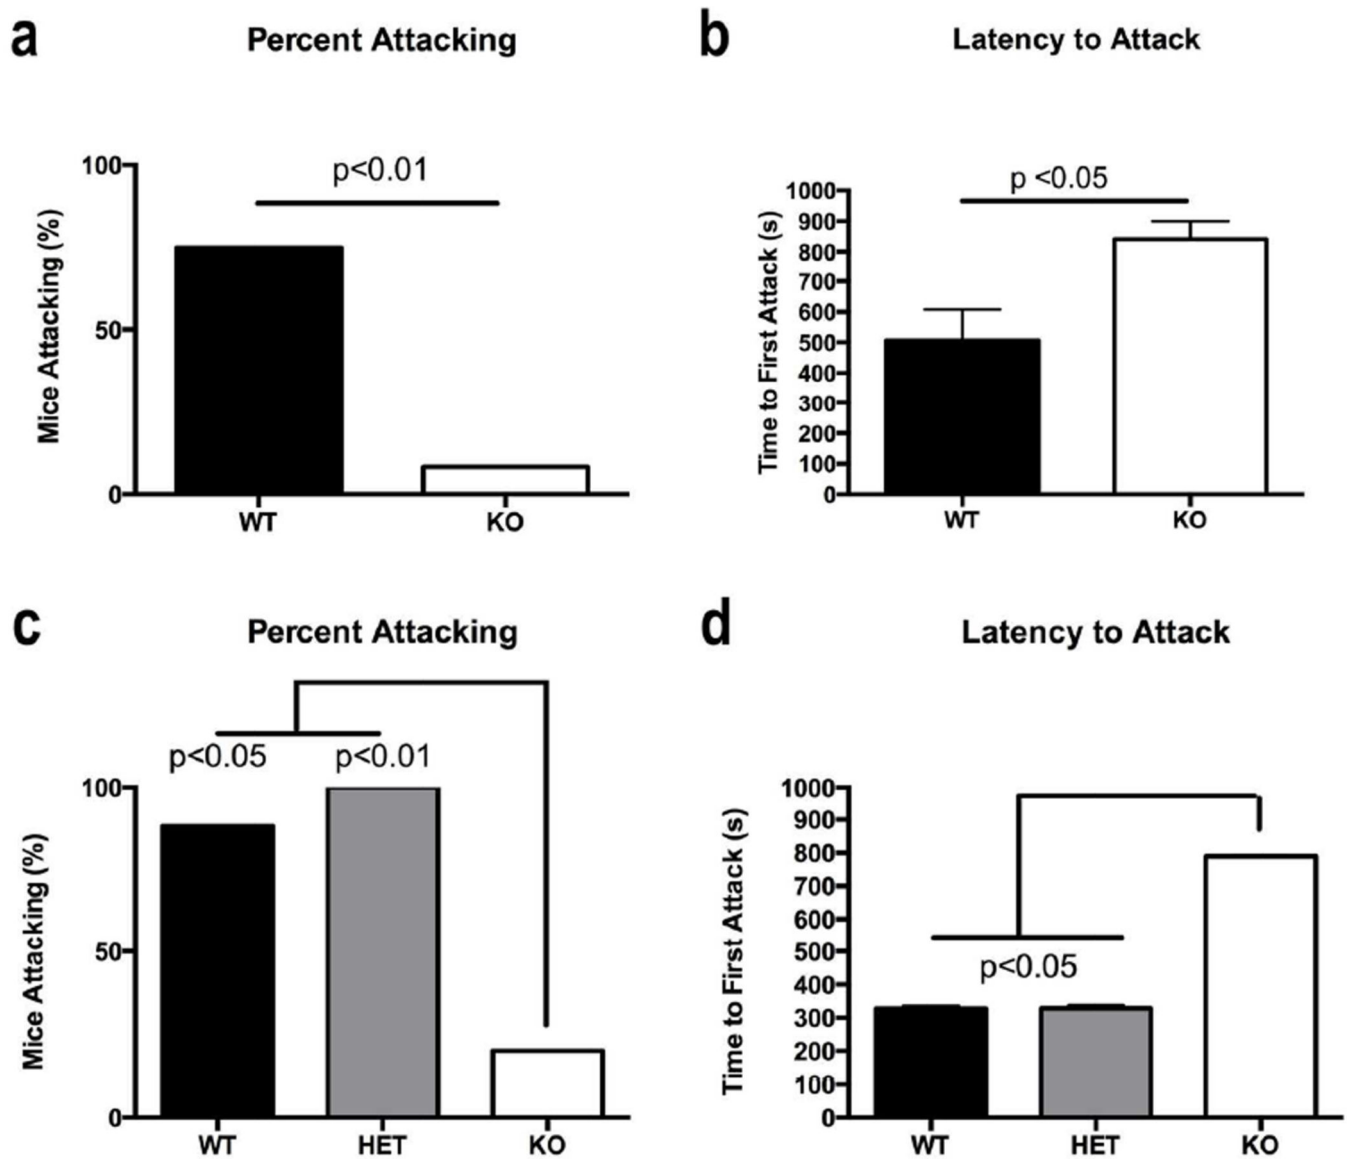 a
Percent Attacking
Mice Attacking (%)
100
50
0
p<0.01
WT
KO
b
Latency to Attack
Time to First Attack (s)
1000
900
800
700
600
500
400
300
200
100
0
p <0.05
WT
KO
c
Percent Attacking
Mice Attacking (%)
100
50
0
p<0.05
p<0.01
WT
HET
KO
d
Latency to Attack
Time to First Attack (s)
1000
900
800
700
600
500
400
300
200
100
0
p<0.05
WT
HET
KO